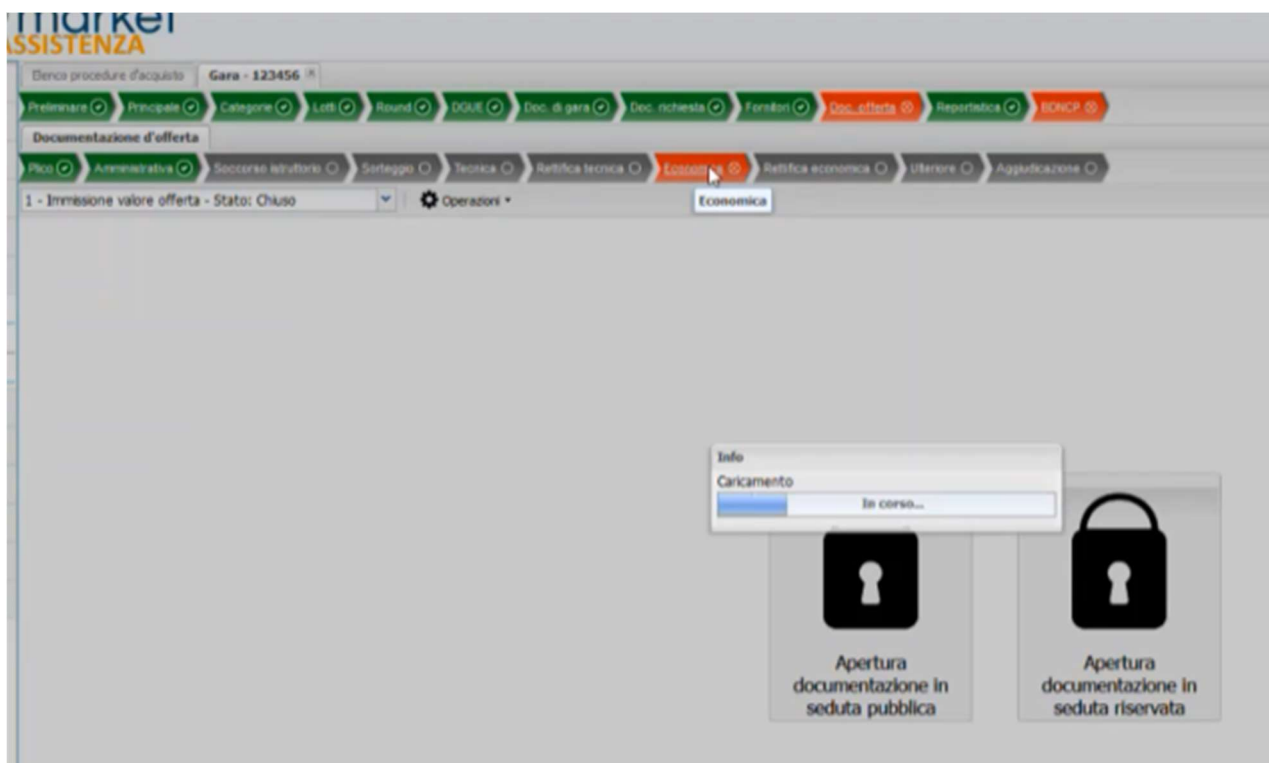 market
ASSISTENZA
Elenco procedure d'acquisto Gara - 123456
Preliminare Principale Categorie Lotti Round DGUE Doc. di gara Doc. richiesta Fornitori Doc. offerta Reportistica
Documentazione d'offerta
Plico Amministrativa Soccorso istruttorio Sorteggio Tecnica Rettifica tecnica Economica Rettifica economica Ulteriore Aggiudicazione
1 - Immissione valore offerta - Stato: Chiuso Operazioni
Economica
Info
Caricamento
In corso...
Apertura
documentazione in
seduta pubblica
Apertura
documentazione in
seduta riservata